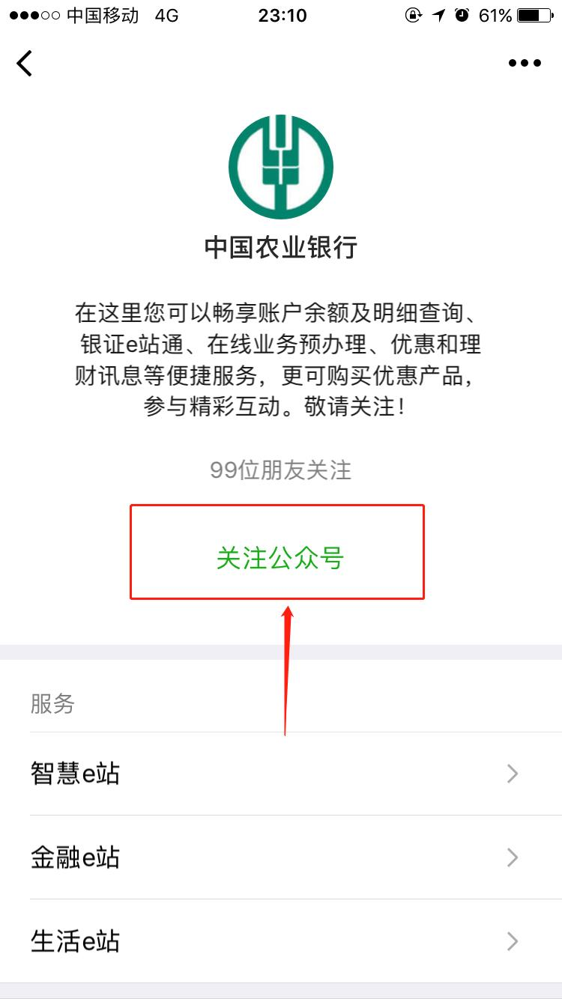 中国移动 4G 23:10 61%
中国农业银行
在这里您可以畅享账户余额及明细查询、
银证e站通、在线业务预办理、优惠和理
财讯息等便捷服务，更可购买优惠产品，
参与精彩互动。敬请关注！
99位朋友关注
关注公众号
服务
智慧e站
金融e站
生活e站